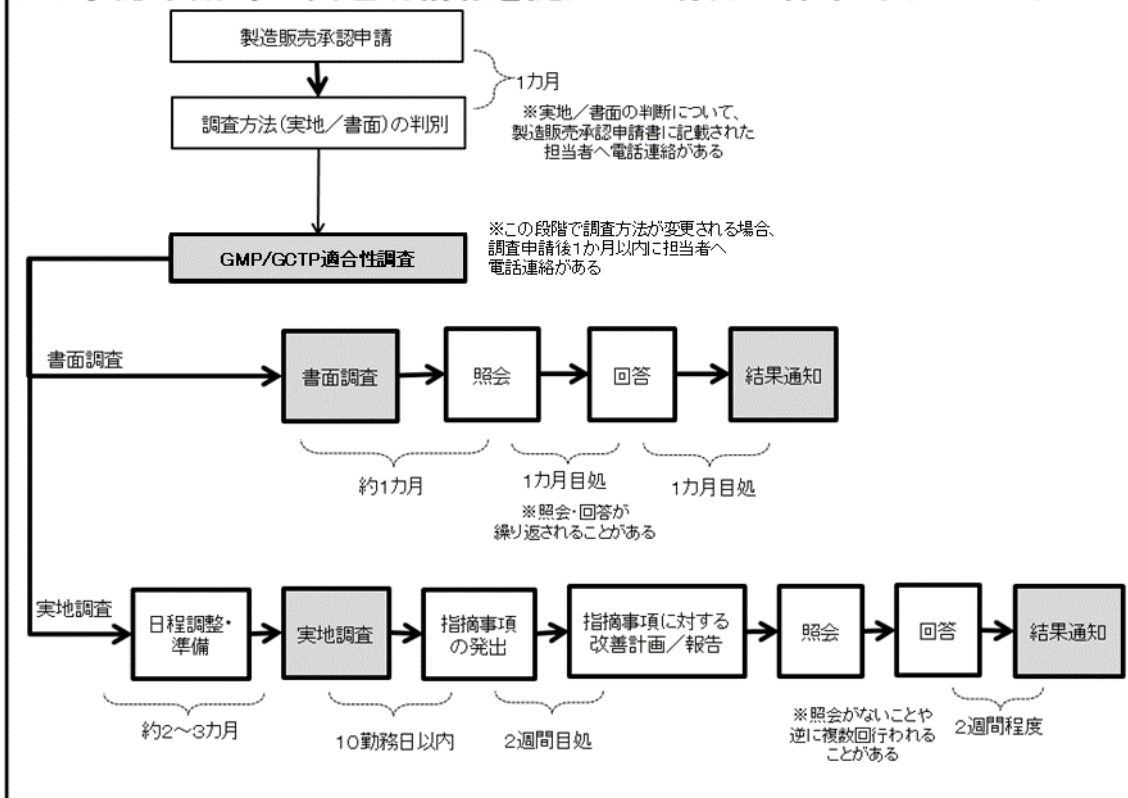 製造販売承認申請
1カ月
調査方法(実地／書面)の判別
※実地／書面の判断について、
製造販売承認申請書に記載された
担当者へ電話連絡がある
GMP/GCTP適合性調査
※この段階で調査方法が変更される場合、
調査申請後1か月以内に担当者へ
電話連絡がある
書面調査
書面調査
照会
回答
結果通知
約1カ月
1カ月目処
1カ月目処
※照会・回答が
繰り返されることがある
実地調査
日程調整・
準備
実地調査
指摘事項
の発出
指摘事項に対する
改善計画／報告
照会
回答
結果通知
約2～3カ月
10勤務日以内
2週間目処
※照会がないことや
逆に複数回行われる
ことがある
2週間程度